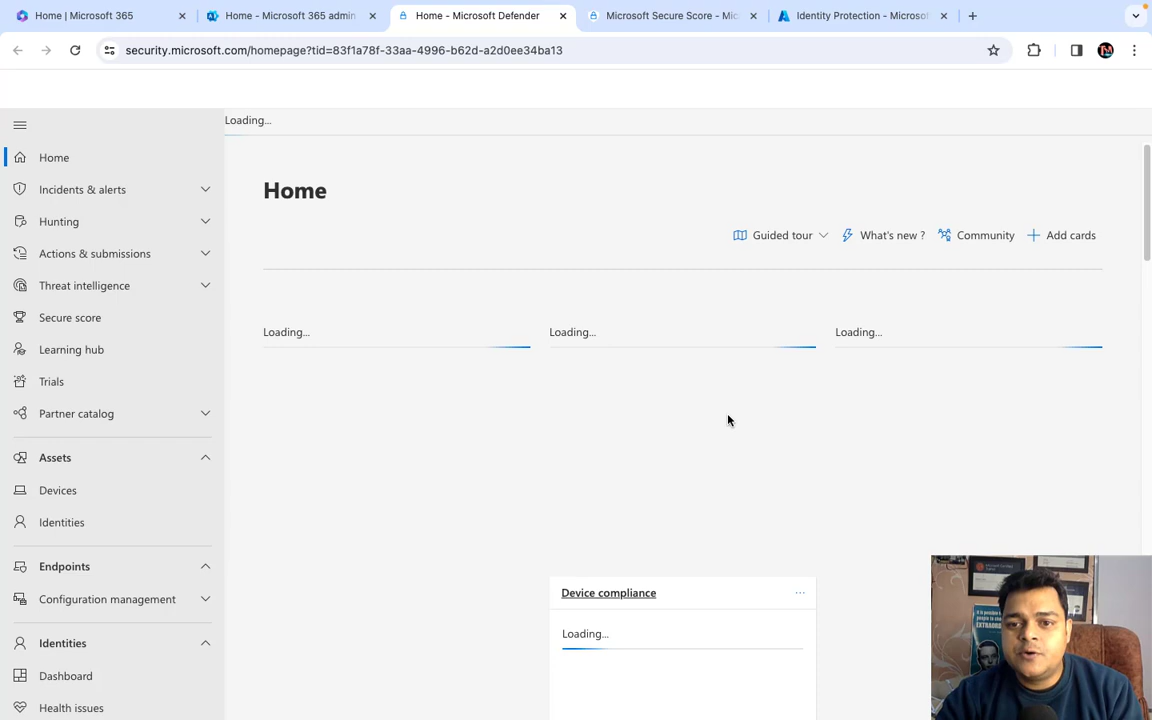 Home | Microsoft 365
Home - Microsoft 365 admin
Home - Microsoft Defender
Microsoft Secure Score - Mic
Identity Protection - Microsof
security.microsoft.com/homepage?tid=83f1a78f-33aa-4996-b62d-a2d0ee34ba13
Loading...
Home
Incidents & alerts
Hunting
Actions & submissions
Threat intelligence
Secure score
Learning hub
Trials
Partner catalog
Assets
Devices
Identities
Endpoints
Configuration management
Identities
Dashboard
Health issues
Home
Guided tour
What's new ?
Community
Add cards
Loading...
Loading...
Loading...
Device compliance
Loading...